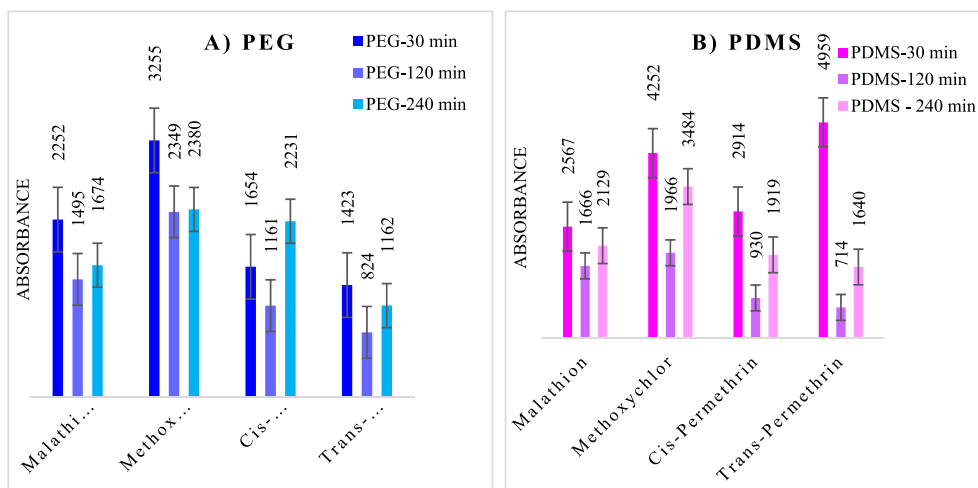 A) PEG
PEG-30 min
PEG-120 min
PEG-240 min
ABSORBANCE
2252
1495
1674
3255
2349
2380
1654
1161
2231
1423
824
1162
Malathi...
Methox...
Cis-...
Trans-...
B) PDMS
PDMS-30 min
PDMS-120 min
PDMS - 240 min
ABSORBANCE
2567
1666
2129
4252
1966
3484
2914
930
1919
4959
714
1640
Malathion
Methoxychlor
Cis-Permethrin
Trans-Permethrin